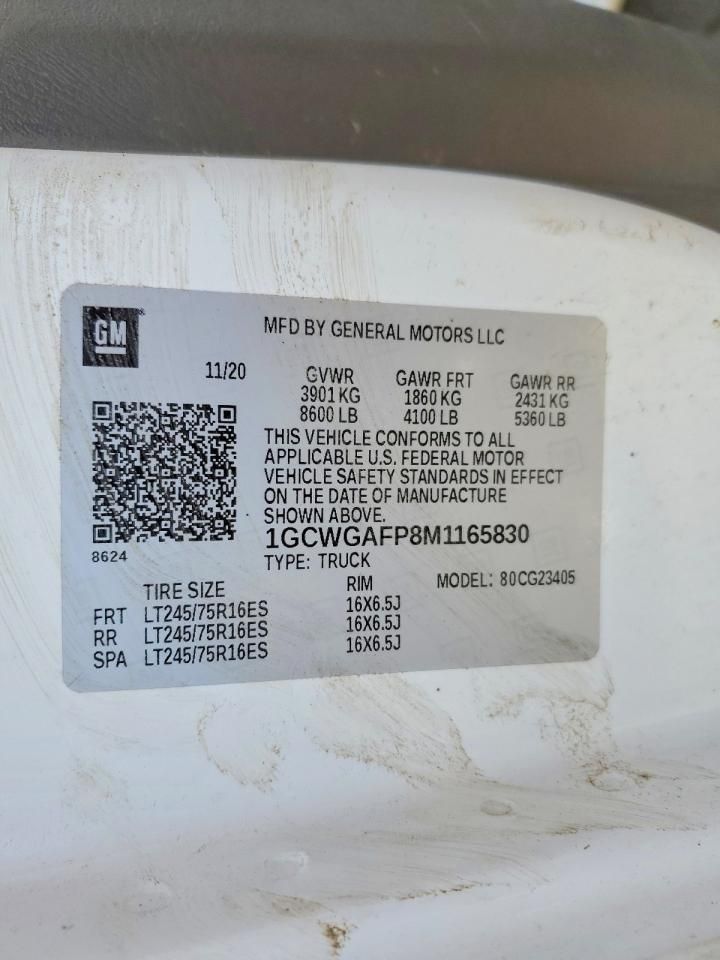 GM
MFD BY GENERAL MOTORS LLC
11/20
GVWR GAWR FRT GAWR RR
3901 KG 1860 KG 2431 KG
8600 LB 4100 LB 5360 LB
THIS VEHICLE CONFORMS TO ALL
APPLICABLE U.S. FEDERAL MOTOR
VEHICLE SAFETY STANDARDS IN EFFECT
ON THE DATE OF MANUFACTURE
SHOWN ABOVE.
1GCWGAFP8M1165830
8624
TYPE: TRUCK MODEL: 80CG23405
TIRE SIZE RIM
FRT LT245/75R16ES 16X6.5J
RR LT245/75R16ES 16X6.5J
SPA LT245/75R16ES 16X6.5J